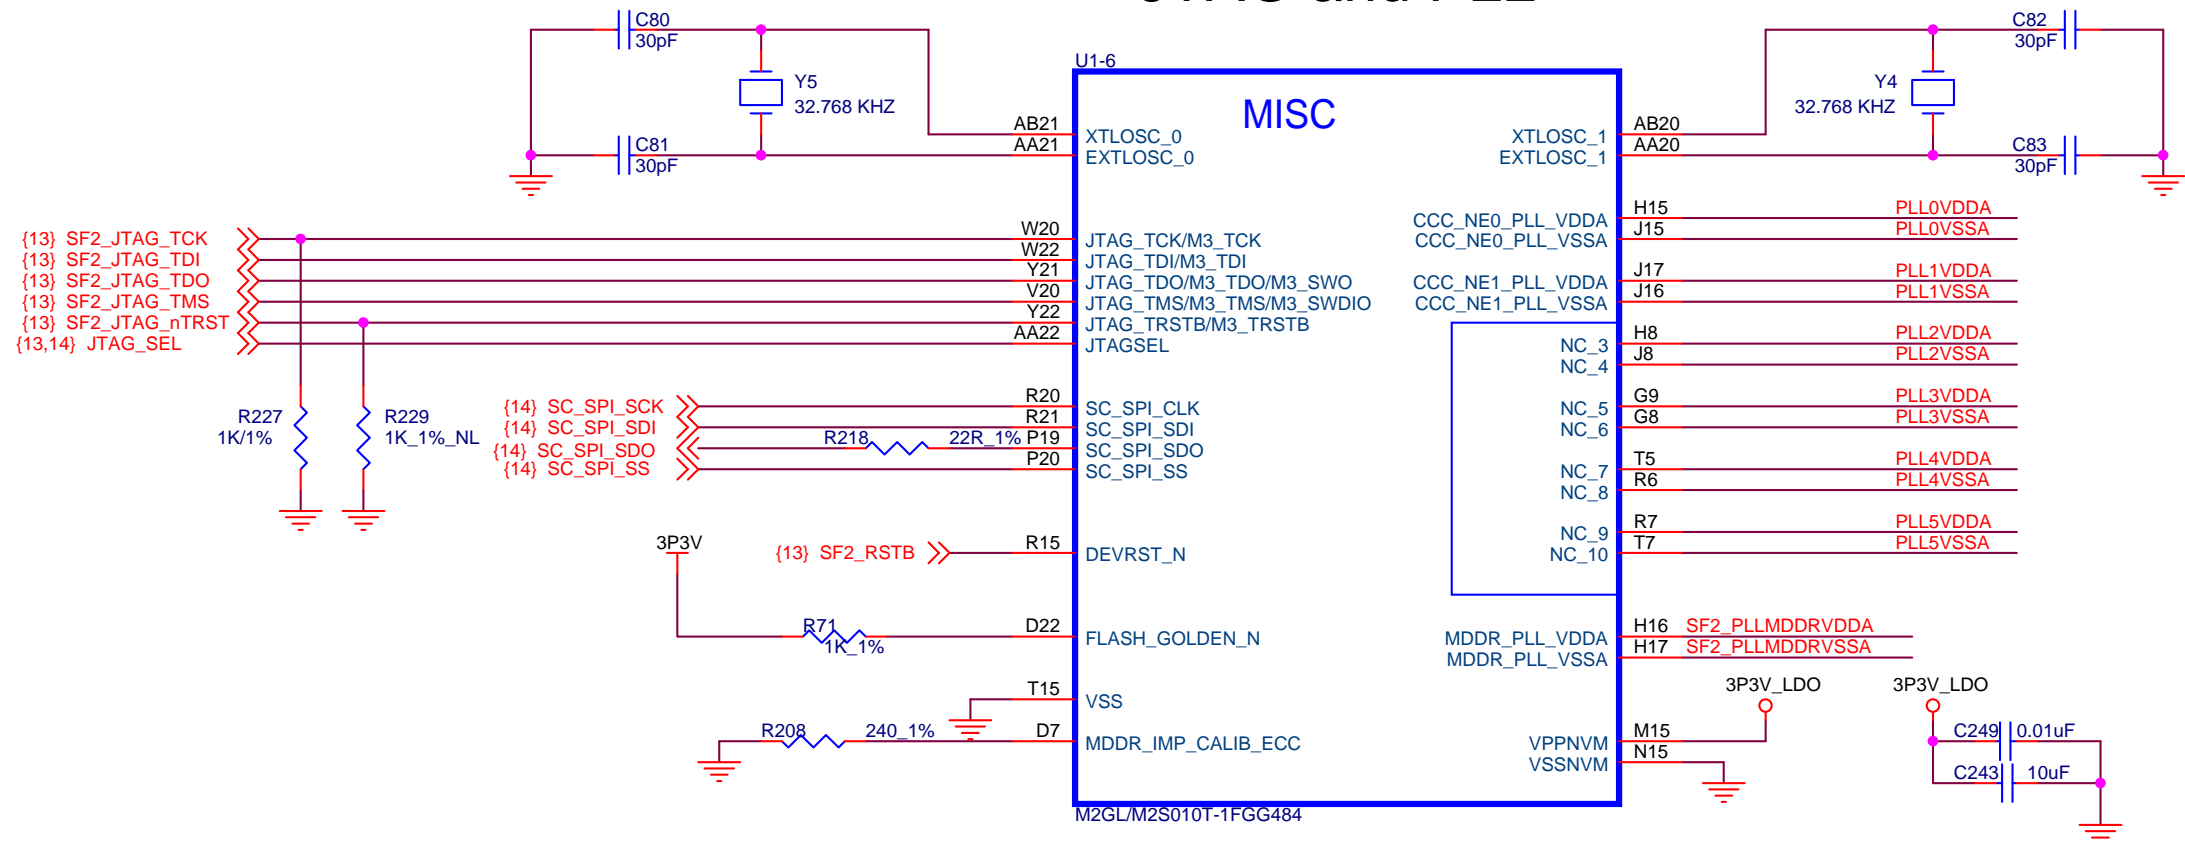 JTAG and PLL
C80
30pF
Y5
32.768 KHZ
C81
30pF
C82
30pF
Y4
32.768 KHZ
C83
30pF
U1-6
MISC
AB21 XTLOSC_0
AA21 EXTLOSC_0
XTLOSC_1 AB20
EXTLOSC_1 AA20
{13} SF2_JTAG_TCK W20 JTAG_TCK/M3_TCK
{13} SF2_JTAG_TDI W22 JTAG_TDI/M3_TDI
{13} SF2_JTAG_TDO Y21 JTAG_TDO/M3_TDO/M3_SWO
{13} SF2_JTAG_TMS V20 JTAG_TMS/M3_TMS/M3_SWDIO
{13} SF2_JTAG_nTRST Y22 JTAG_TRSTB/M3_TRSTB
{13,14} JTAG_SEL AA22 JTAGSEL
R227
1K/1%
R229
1K_1%_NL
{14} SC_SPI_SCK R20 SC_SPI_CLK
{14} SC_SPI_SDI R21 SC_SPI_SDI
{14} SC_SPI_SDO R218 22R_1% P19 SC_SPI_SDO
{14} SC_SPI_SS P20 SC_SPI_SS
3P3V
{13} SF2_RSTB R15 DEVRST_N
R71
1K_1%
D22 FLASH_GOLDEN_N
T15 VSS
R208 240_1% D7 MDDR_IMP_CALIB_ECC
CCC_NE0_PLL_VDDA H15 PLL0VDDA
CCC_NE0_PLL_VSSA J15 PLL0VSSA
CCC_NE1_PLL_VDDA J17 PLL1VDDA
CCC_NE1_PLL_VSSA J16 PLL1VSSA
NC_3 H8 PLL2VDDA
NC_4 J8 PLL2VSSA
NC_5 G9 PLL3VDDA
NC_6 G8 PLL3VSSA
NC_7 T5 PLL4VDDA
NC_8 R6 PLL4VSSA
NC_9 R7 PLL5VDDA
NC_10 T7 PLL5VSSA
MDDR_PLL_VDDA H16 SF2_PLLMDDRVDDA
MDDR_PLL_VSSA H17 SF2_PLLMDDRVSSA
3P3V_LDO
3P3V_LDO
VPPNVM M15
VSSNVM N15
C249 0.01uF
C243 10uF
M2GL/M2S010T-1FGG484